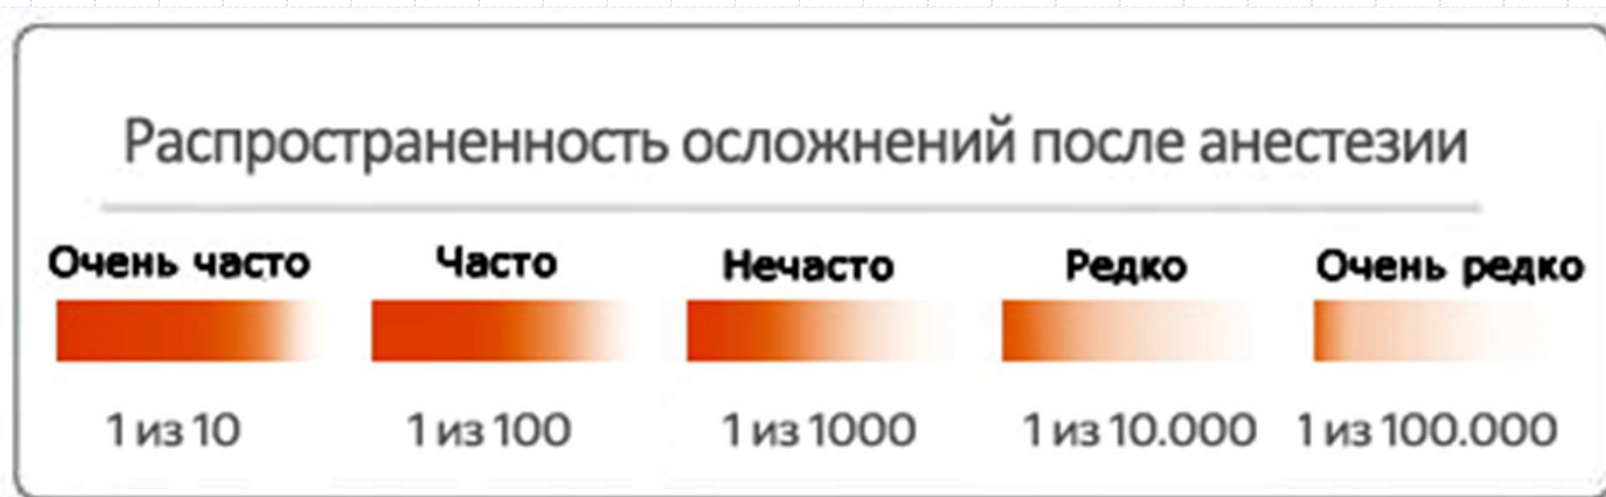 Распространенность осложнений после анестезии
Очень часто Часто Нечасто Редко Очень редко
1 из 10 1 из 100 1 из 1000 1 из 10.000 1 из 100.000